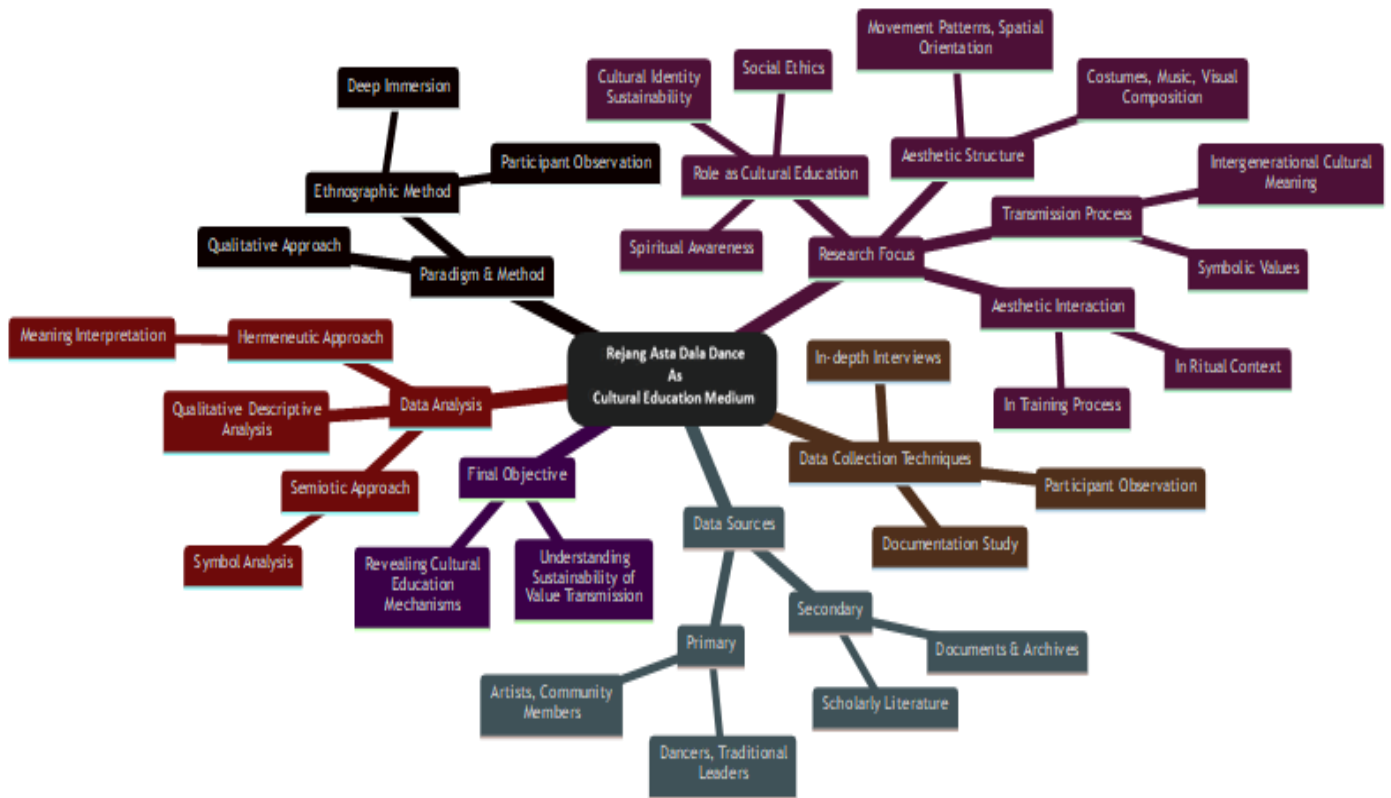 Rejang Asta Dala Dance
As
Cultural Education Medium
Paradigm & Method
Qualitative Approach
Ethnographic Method
Deep Immersion
Participant Observation
Research Focus
Role as Cultural Education
Cultural Identity
Sustainability
Social Ethics
Spiritual Awareness
Aesthetic Structure
Movement Patterns, Spatial
Orientation
Costumes, Music, Visual
Composition
Transmission Process
Intergenerational Cultural
Meaning
Symbolic Values
Aesthetic Interaction
In Ritual Context
In Training Process
Data Collection Techniques
In-depth Interviews
Participant Observation
Documentation Study
Data Sources
Primary
Artists, Community
Members
Dancers, Traditional
Leaders
Secondary
Documents & Archives
Scholarly Literature
Final Objective
Revealing Cultural
Education
Mechanisms
Understanding
Sustainability of
Value Transmission
Data Analysis
Hermeneutic Approach
Meaning Interpretation
Qualitative Descriptive
Analysis
Semiotic Approach
Symbol Analysis